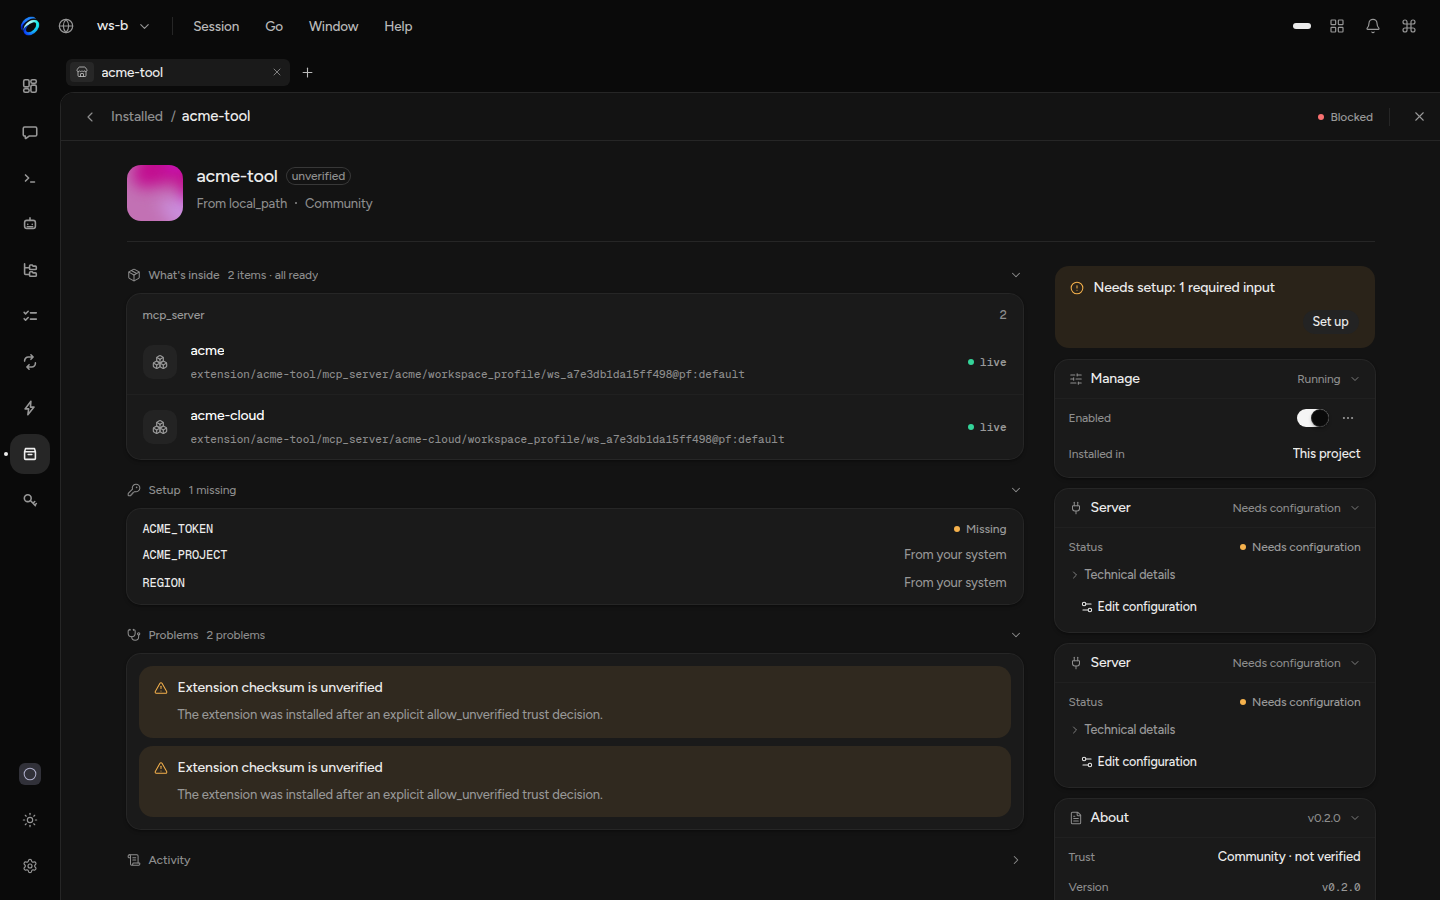 ws-b
Session
Go
Window
Help
acme-tool
Installed / acme-tool
Blocked
acme-tool unverified
From local_path · Community
What's inside 2 items · all ready
mcp_server 2
acme
extension/acme-tool/mcp_server/acme/workspace_profile/ws_a7e3db1da15ff498@pf:default
live
acme-cloud
extension/acme-tool/mcp_server/acme-cloud/workspace_profile/ws_a7e3db1da15ff498@pf:default
live
Setup 1 missing
ACME_TOKEN Missing
ACME_PROJECT From your system
REGION From your system
Problems 2 problems
Extension checksum is unverified
The extension was installed after an explicit allow_unverified trust decision.
Extension checksum is unverified
The extension was installed after an explicit allow_unverified trust decision.
Activity
Needs setup: 1 required input
Set up
Manage Running
Enabled
Installed in This project
Server Needs configuration
Status Needs configuration
Technical details
Edit configuration
Server Needs configuration
Status Needs configuration
Technical details
Edit configuration
About v0.2.0
Trust Community · not verified
Version v0.2.0